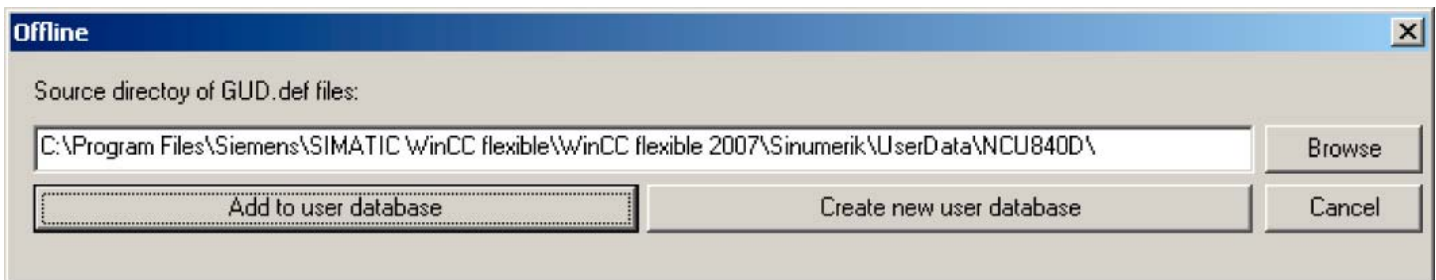 Offline
Source directoy of GUD.def files:
C:\Program Files\Siemens\SIMATIC WinCC flexible\WinCC flexible 2007\Sinumerik\UserData\NCU840D\
Browse
Add to user database
Create new user database
Cancel